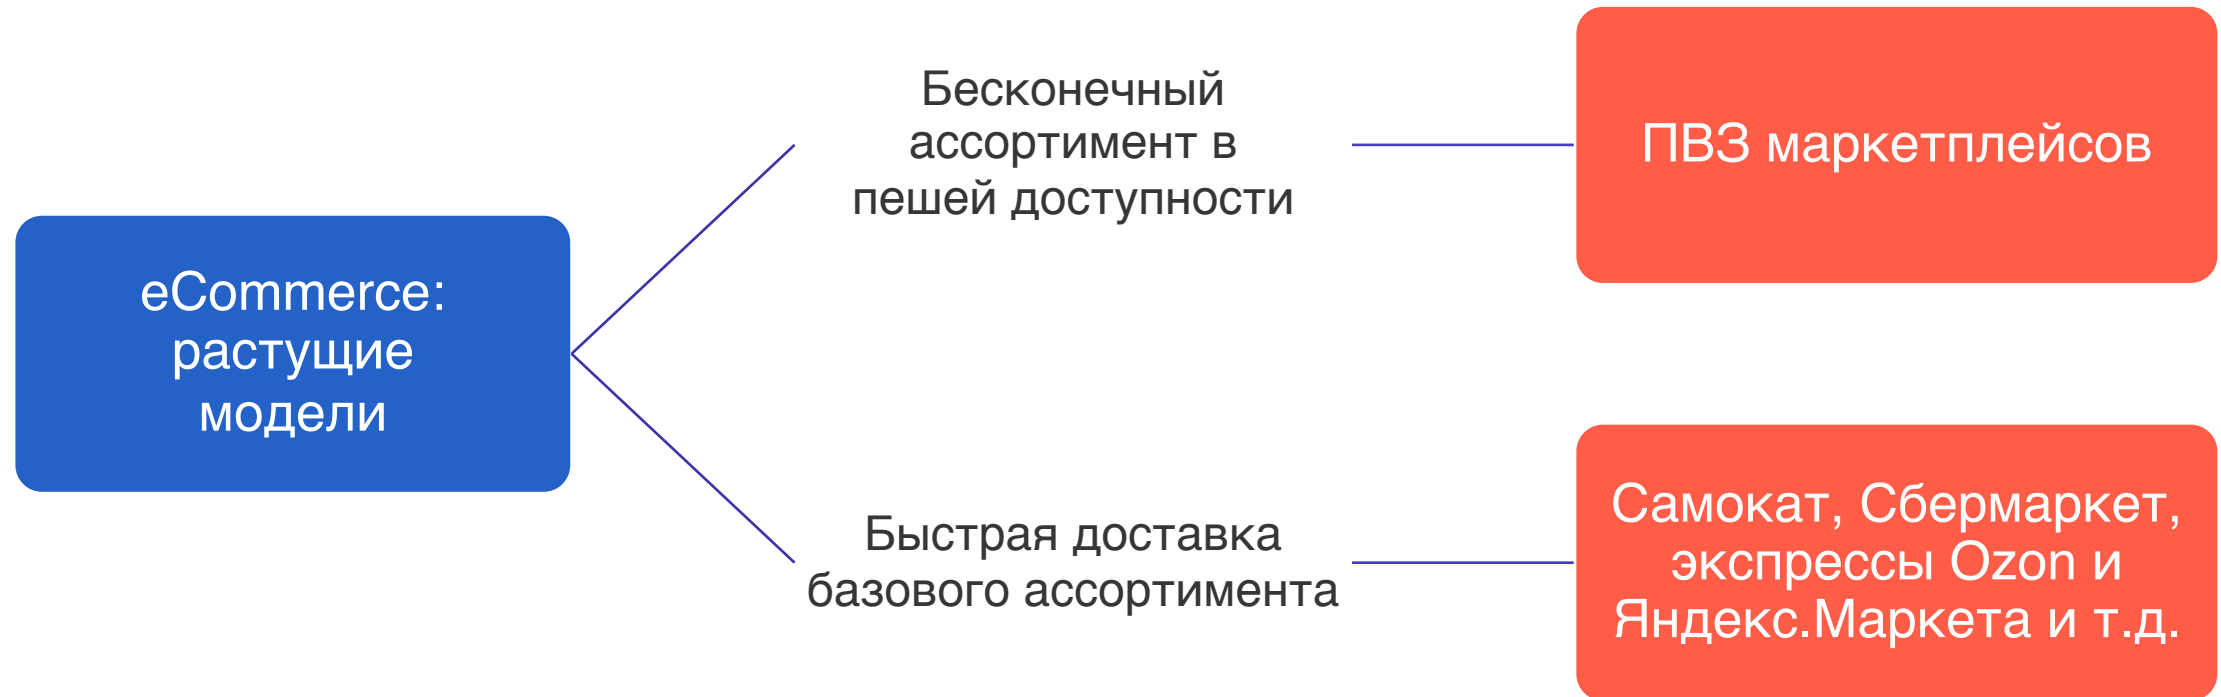 eCommerce:
растущие
модели
Бесконечный
ассортимент в
пешей доступности
ПВЗ маркетплейсов
Быстрая доставка
базового ассортимента
Самокат, Сбермаркет,
экспрессы Ozon и
Яндекс.Маркета и т.д.